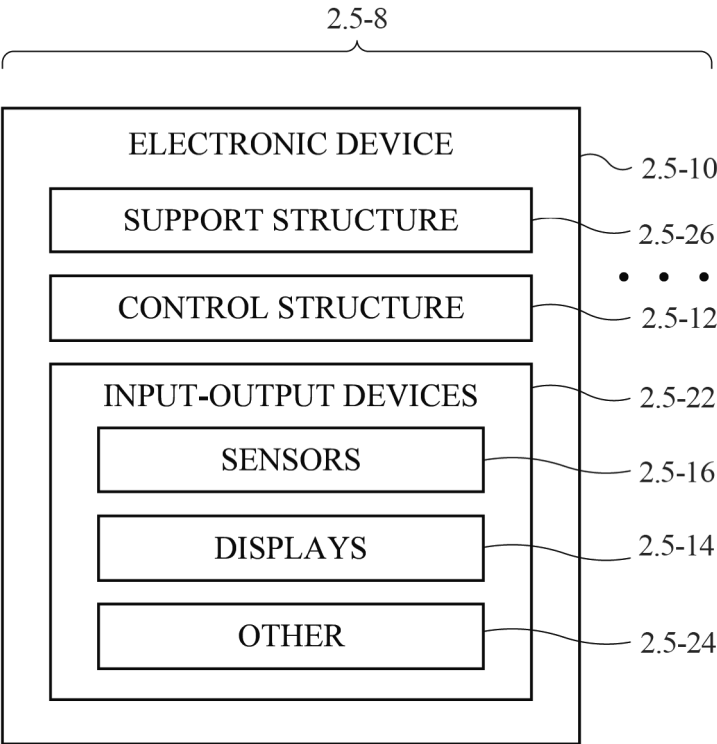 2.5-8
ELECTRONIC DEVICE
2.5-10
SUPPORT STRUCTURE
2.5-26
CONTROL STRUCTURE
2.5-12
INPUT-OUTPUT DEVICES
2.5-22
SENSORS
2.5-16
DISPLAYS
2.5-14
OTHER
2.5-24